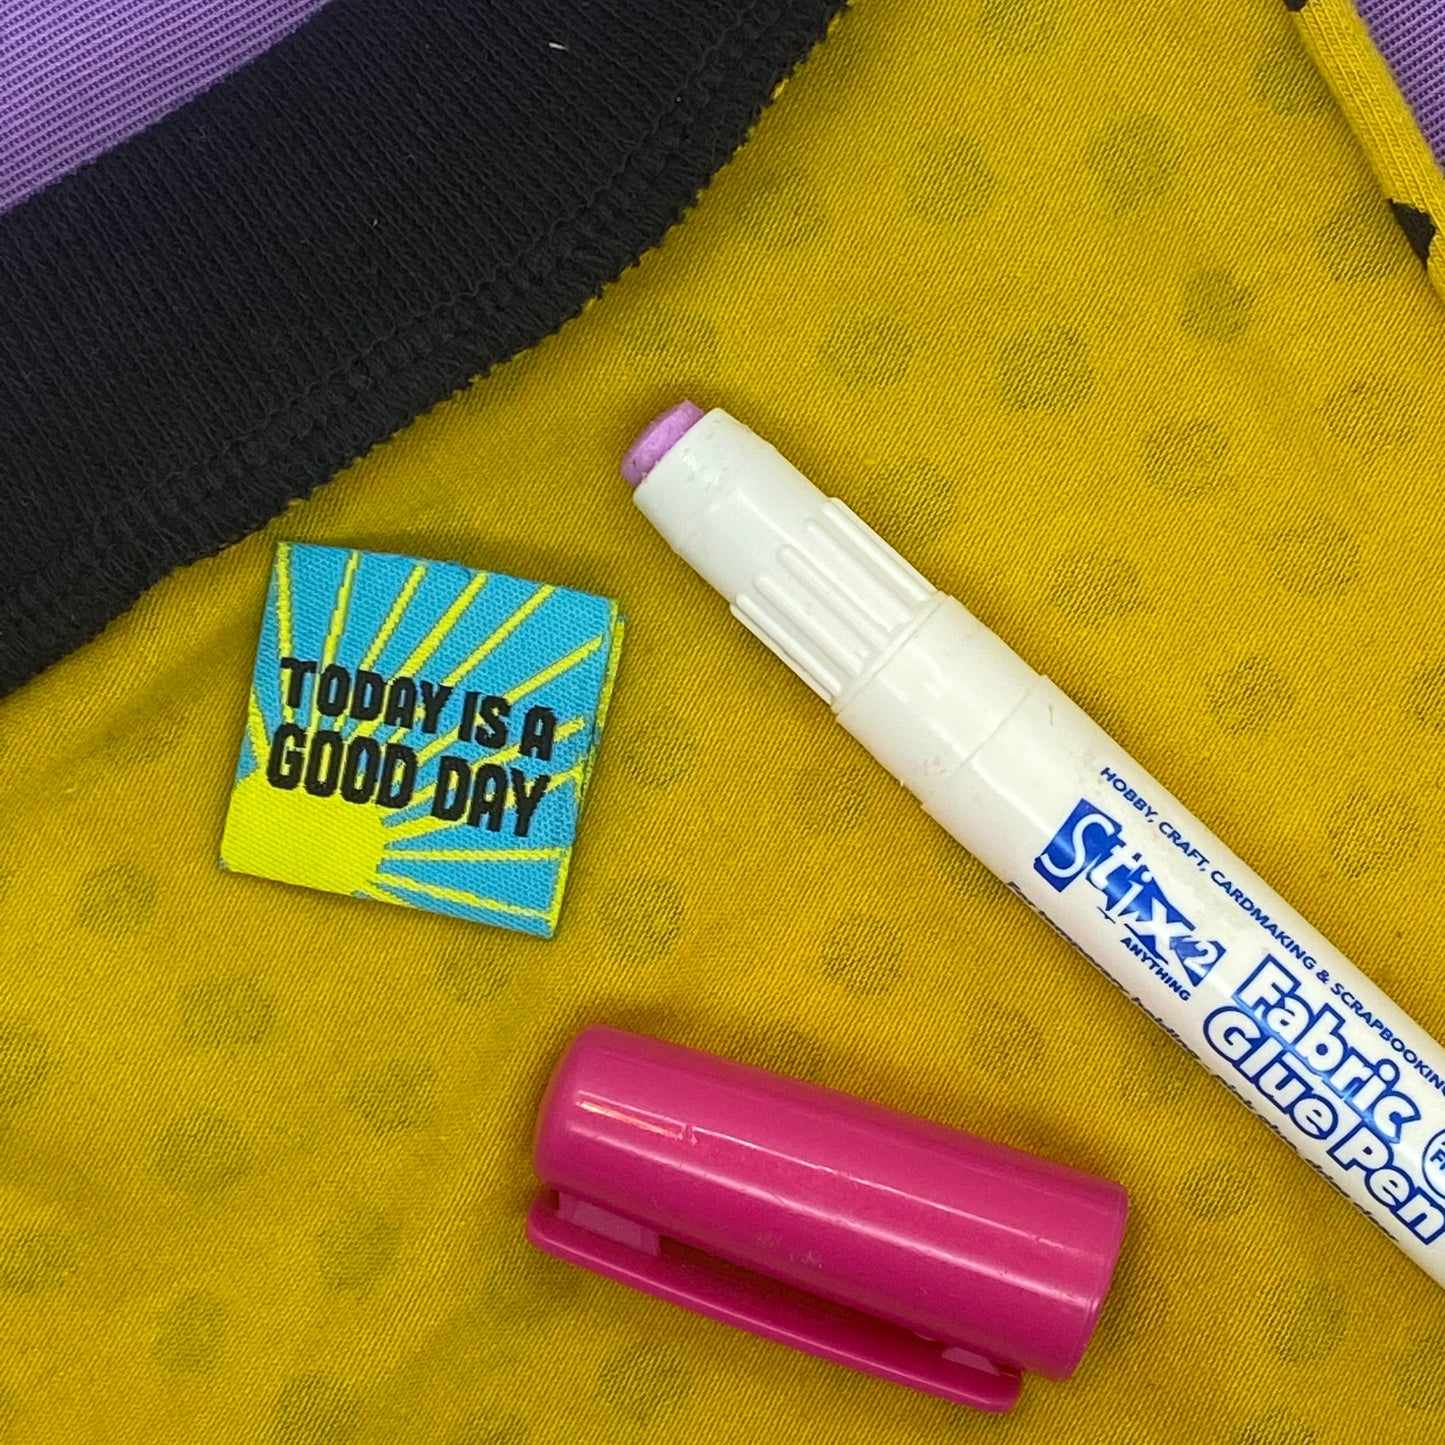 TODAY IS A
GOOD DAY
HOBBY, CRAFT, CARDMAKING & SCRAPBOOKING
Stix2
ANYTHING
Fabric
Glue Pen